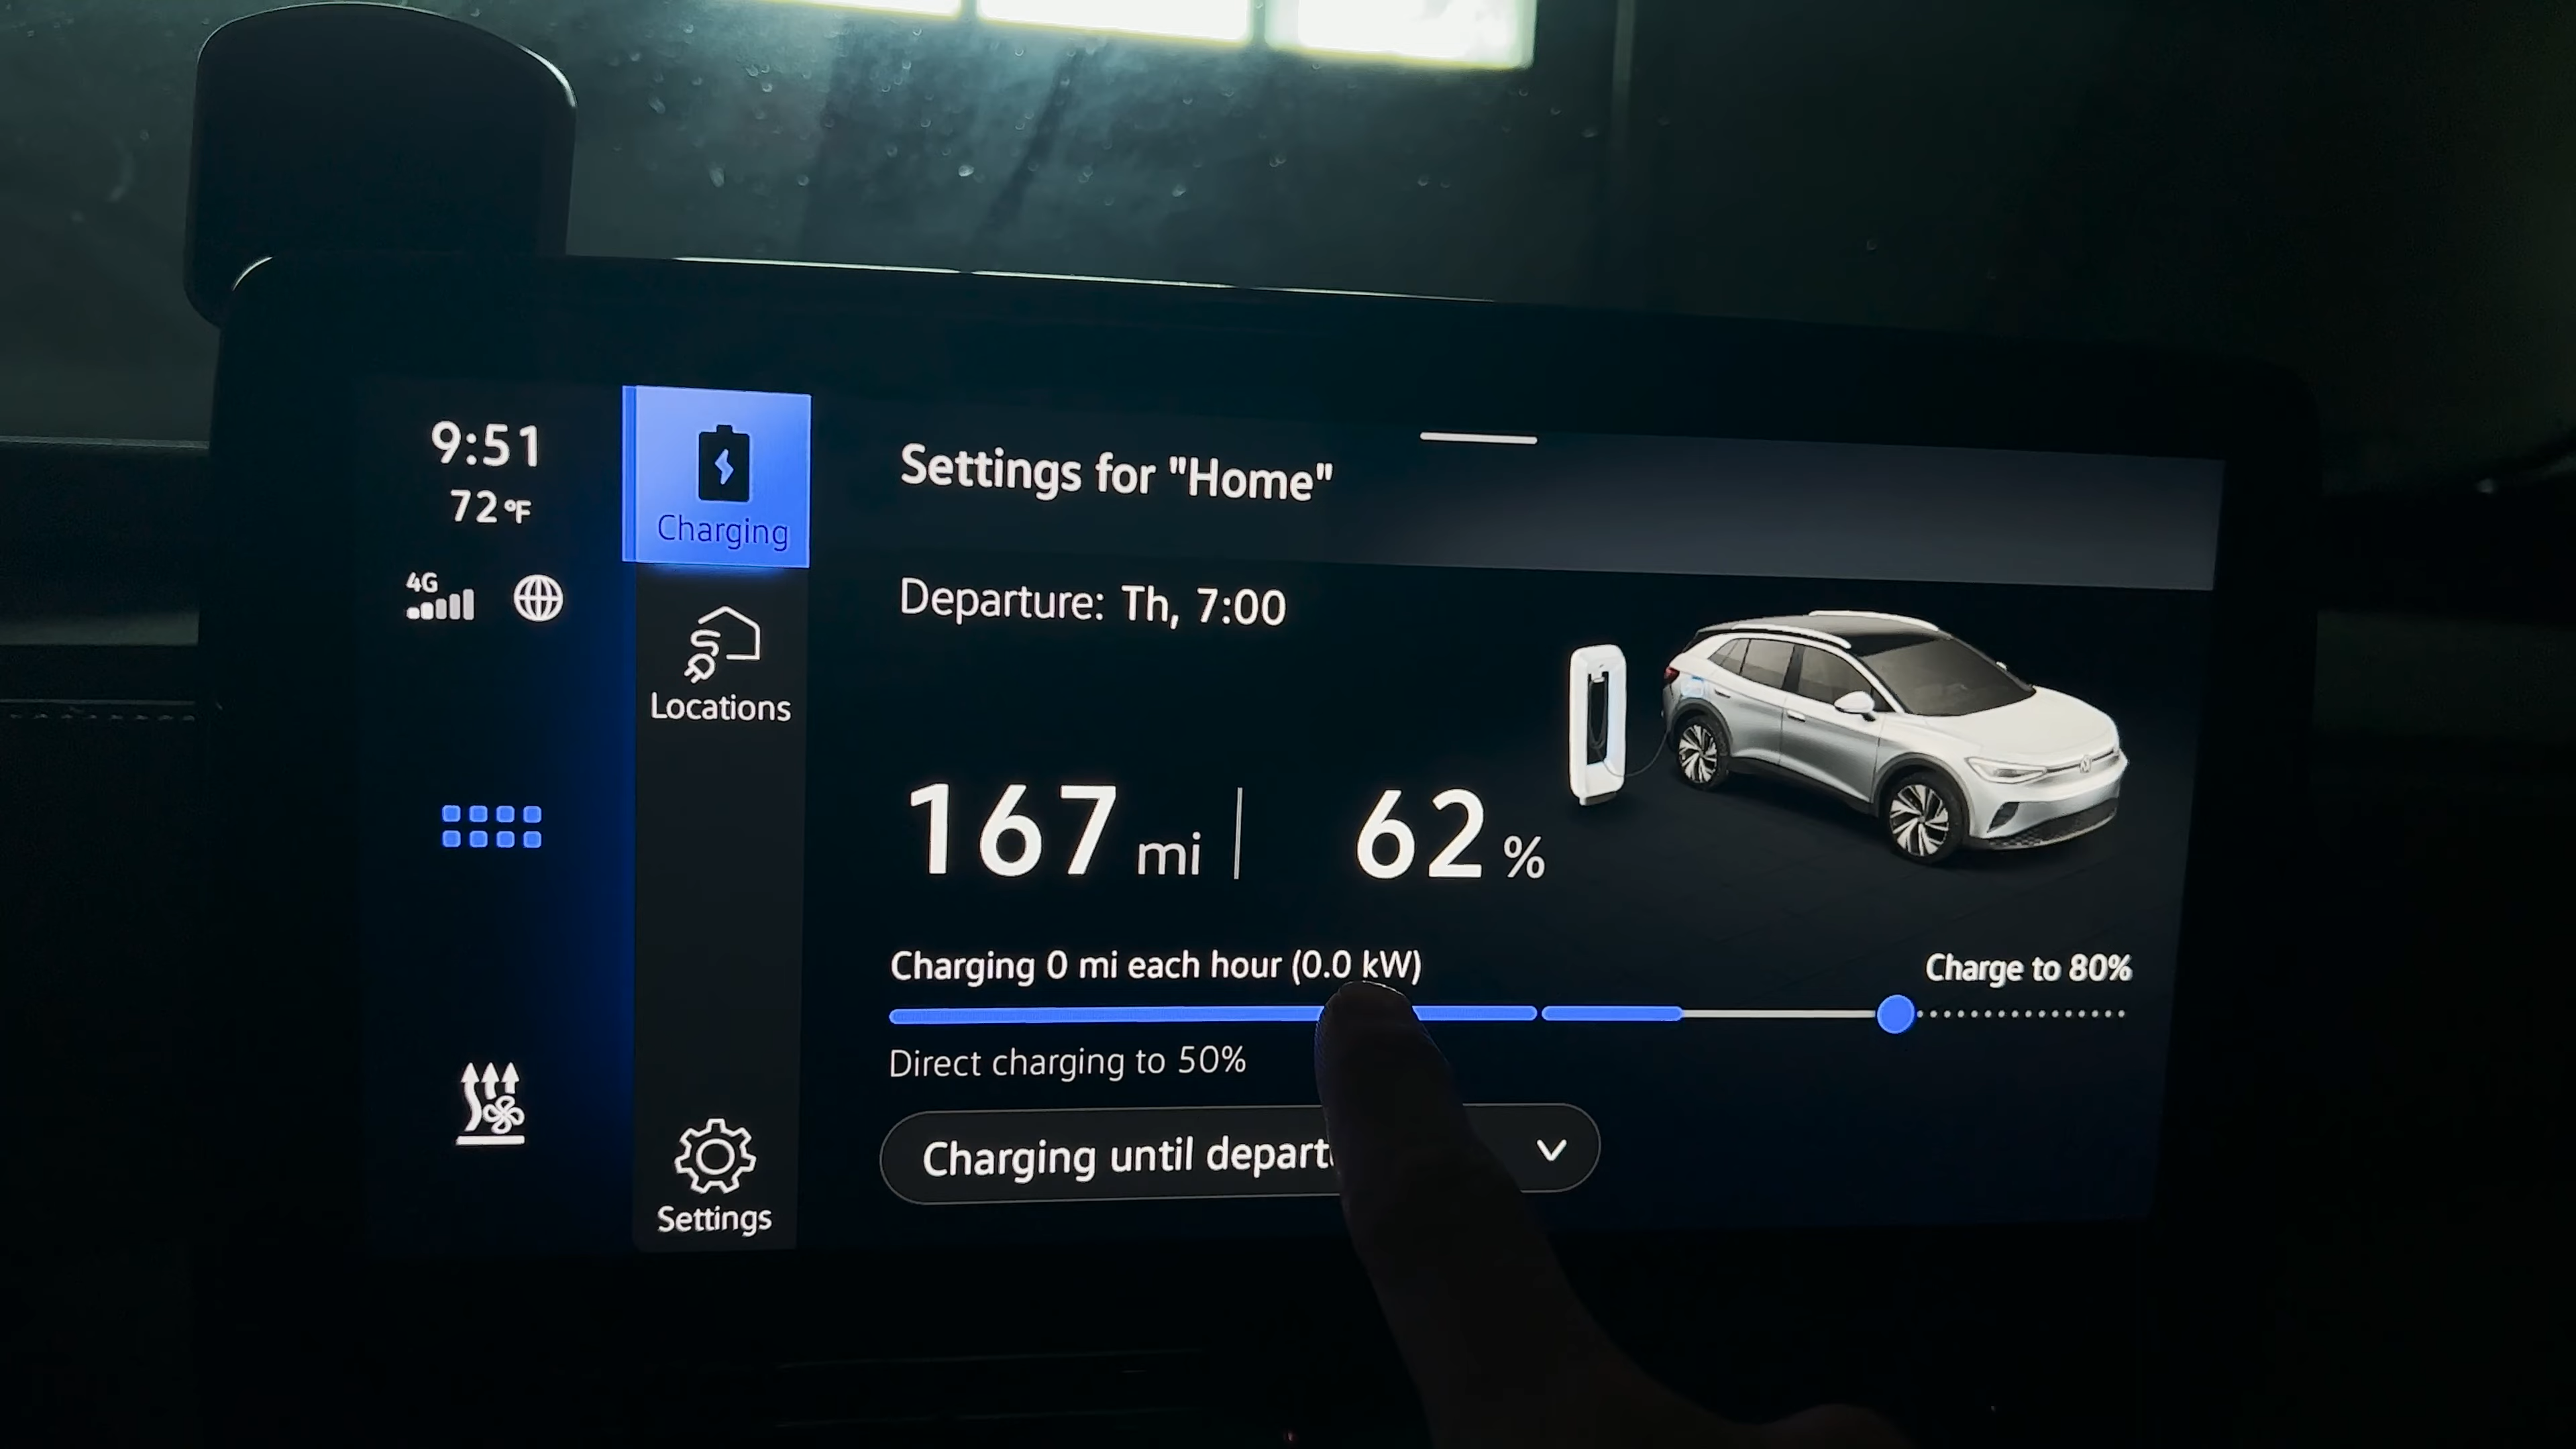 9:51
72°F
4G
Charging
Locations
Settings
Settings for "Home"
Departure: Th, 7:00
167 mi | 62 %
Charging 0 mi each hour (0.0 kW)
Charge to 80%
Direct charging to 50%
Charging until